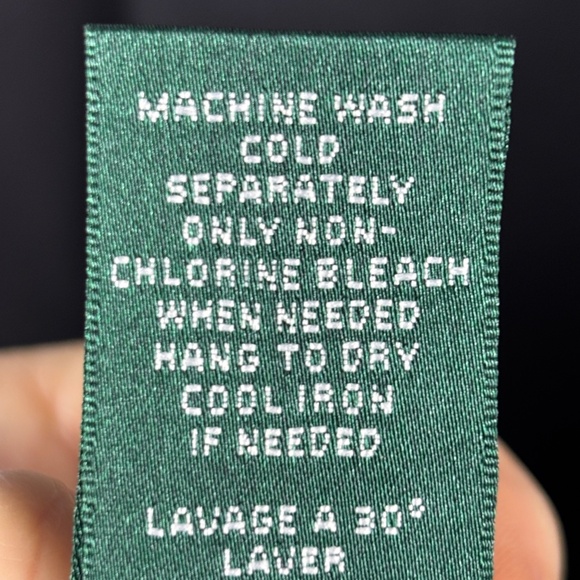 MACHINE WASH
COLD
SEPARATELY
ONLY NON-
CHLORINE BLEACH
WHEN NEEDED
HANG TO DRY
COOL IRON
IF NEEDED
LAVAGE A 30°
LAVER